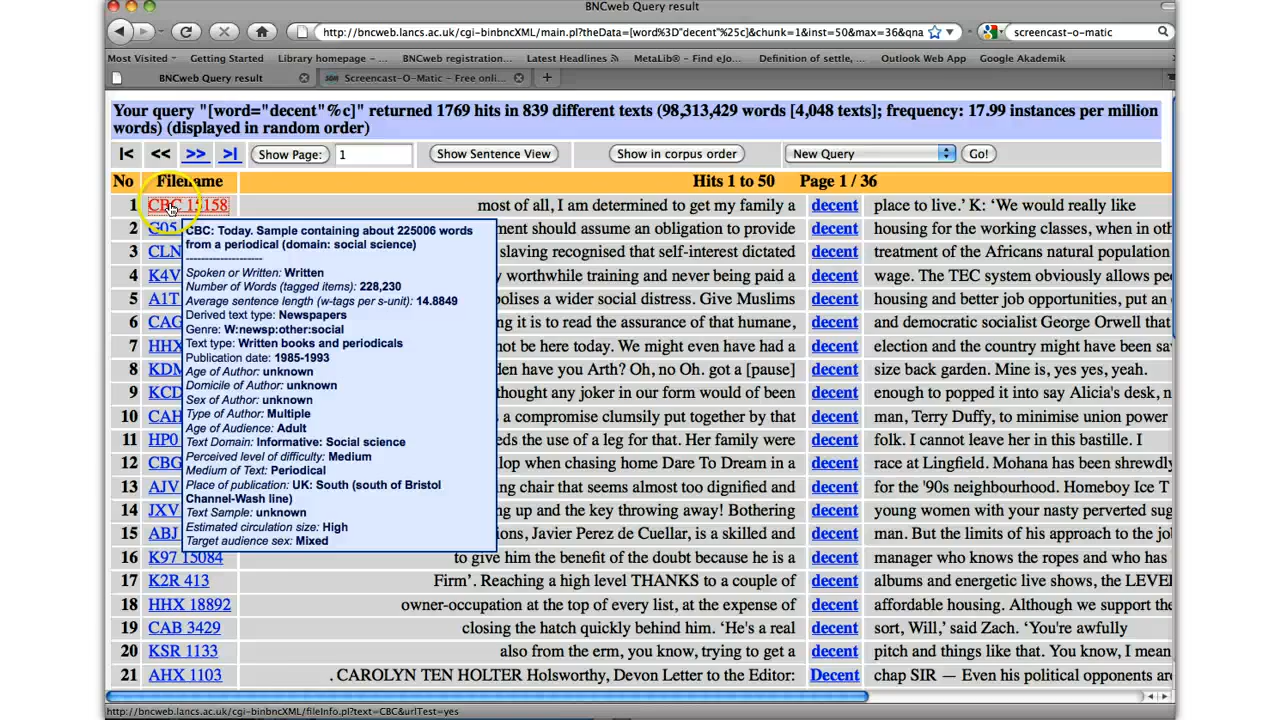 BNCweb Query result
http://bncweb.lancs.ac.uk/cgi-binbncXML/main.pl?theData=[word%3D"decent"%25c]&chunk=1&inst=50&max=36&qna
screencast-o-matic
Most Visited Getting Started Library homepage - ... BNCweb registration... Latest Headlines MetaLib® - Find eJo... Definition of settle, ... Outlook Web App Google Akademik
BNCweb Query result Screencast-O-Matic – Free onli...
Your query "[word="decent"%c]" returned 1769 hits in 839 different texts (98,313,429 words [4,048 texts]; frequency: 17.99 instances per million
words) (displayed in random order)
|< << >> >| Show Page: 1 Show Sentence View Show in corpus order New Query Go!
No Filename Hits 1 to 50 Page 1 / 36
1 CBC 15158 most of all, I am determined to get my family a decent place to live.' K: 'We would really like
2 G05 ment should assume an obligation to provide decent housing for the working classes, when in oth
3 CLN slaving recognised that self-interest dictated decent treatment of the Africans natural population
4 K4V y worthwhile training and never being paid a decent wage. The TEC system obviously allows pe
5 A1T bolises a wider social distress. Give Muslims decent housing and better job opportunities, put an
6 CAG ng it is to read the assurance of that humane, decent and democratic socialist George Orwell that
7 HHX not be here today. We might even have had a decent election and the country might have been sav
8 KDM den have you Arth? Oh, no Oh. got a [pause] decent size back garden. Mine is, yes yes, yeah.
9 KCD thought any joker in our form would of been decent enough to popped it into say Alicia's desk, n
10 CAH s a compromise clumsily put together by that decent man, Terry Duffy, to minimise union power
11 HP0 eds the use of a leg for that. Her family were decent folk. I cannot leave her in this bastille. I
12 CBG lop when chasing home Dare To Dream in a decent race at Lingfield. Mohana has been shrewdly
13 AJV ng chair that seems almost too dignified and decent for the '90s neighbourhood. Homeboy Ice T
14 JXV ng up and the key throwing away! Bothering decent young women with your nasty perverted sug
15 ABJ ons, Javier Perez de Cuellar, is a skilled and decent man. But the limits of his approach to the jol
16 K97 15084 to give him the benefit of the doubt because he is a decent manager who knows the ropes and who has
17 K2R 413 Firm'. Reaching a high level THANKS to a couple of decent albums and energetic live shows, the LEVEL
18 HHX 18892 owner-occupation at the top of every list, at the expense of decent affordable housing. Although we support the
19 CAB 3429 closing the hatch quickly behind him. 'He's a real decent sort, Will,' said Zach. 'You're awfully
20 KSR 1133 also from the erm, you know, trying to get a decent pitch and things like that. You know, I mean
21 AHX 1103 . CAROLYN TEN HOLTER Holsworthy, Devon Letter to the Editor: Decent chap SIR — Even his political opponents are
CBC: Today. Sample containing about 225006 words
from a periodical (domain: social science)
--------------------
Spoken or Written: Written
Number of Words (tagged items): 228,230
Average sentence length (w-tags per s-unit): 14.8849
Derived text type: Newspapers
Genre: W:newsp:other:social
Text type: Written books and periodicals
Publication date: 1985-1993
Age of Author: unknown
Domicile of Author: unknown
Sex of Author: unknown
Type of Author: Multiple
Age of Audience: Adult
Text Domain: Informative: Social science
Perceived level of difficulty: Medium
Medium of Text: Periodical
Place of publication: UK: South (south of Bristol
Channel-Wash line)
Text Sample: unknown
Estimated circulation size: High
Target audience sex: Mixed
http://bncweb.lancs.ac.uk/cgi-binbncXML/fileInfo.pl?text=CBC&urlTest=yes